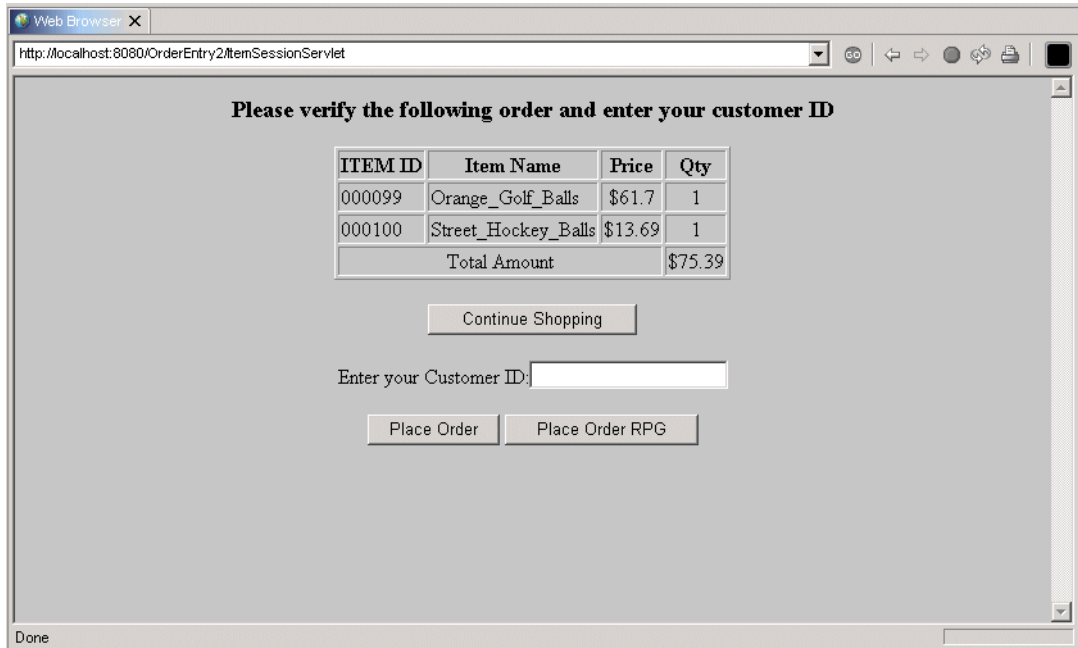 Web Browser
http://localhost:8080/OrderEntry2/ItemSessionServlet
GO
Please verify the following order and enter your customer ID
ITEM ID Item Name Price Qty
000099 Orange_Golf_Balls $61.7 1
000100 Street_Hockey_Balls $13.69 1
Total Amount $75.39
Continue Shopping
Enter your Customer ID:
Place Order Place Order RPG
Done